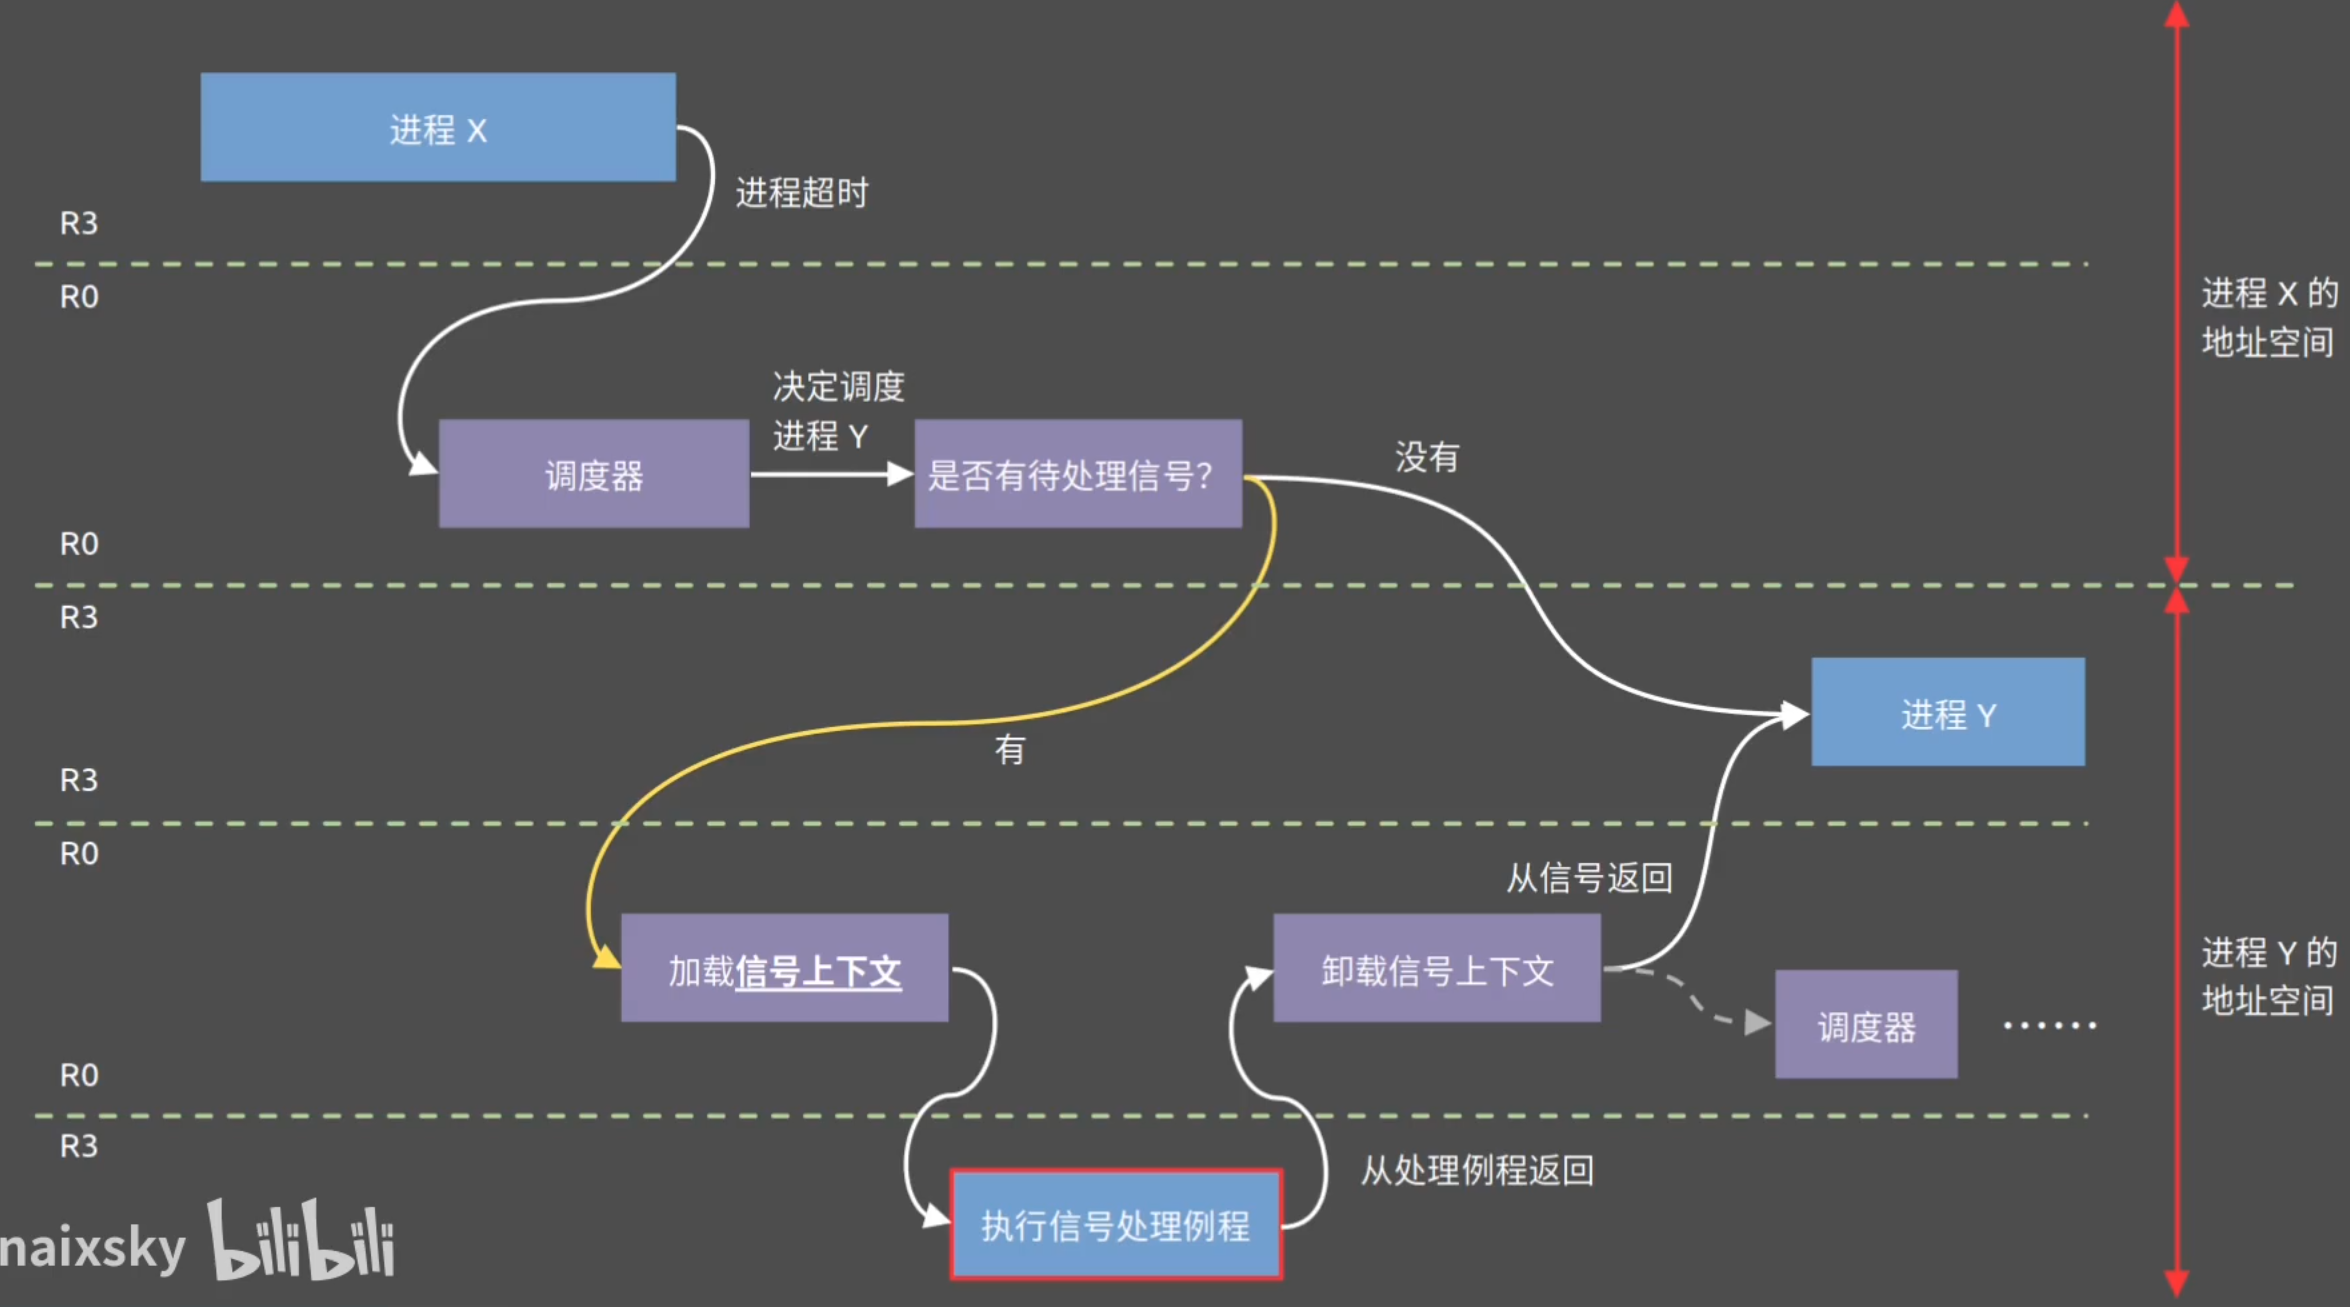 进程 X
进程超时
R3
R0
进程 X 的
地址空间
决定调度
进程 Y
调度器
是否有待处理信号？
没有
R0
R3
进程 Y
有
R3
R0
从信号返回
加载信号上下文
卸载信号上下文
调度器
······
进程 Y 的
地址空间
R0
R3
从处理例程返回
执行信号处理例程
naixsky bilibili